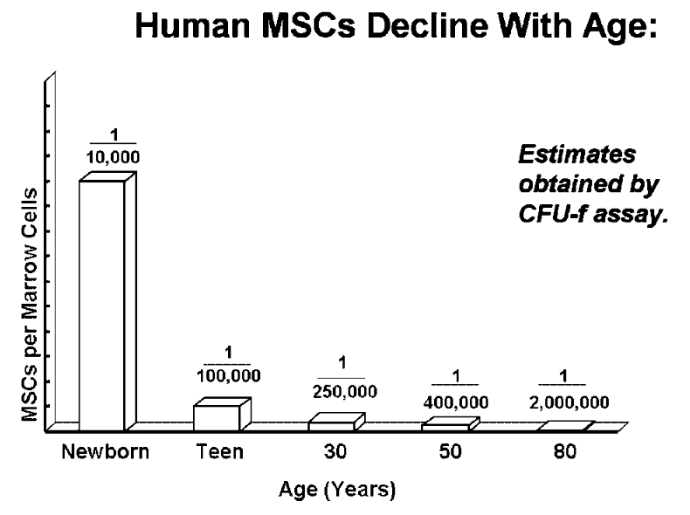 Human MSCs Decline With Age:
Estimates
obtained by
CFU-f assay.
MSCs per Marrow Cells
1
10,000
1
100,000
1
250,000
1
400,000
1
2,000,000
Newborn Teen 30 50 80
Age (Years)